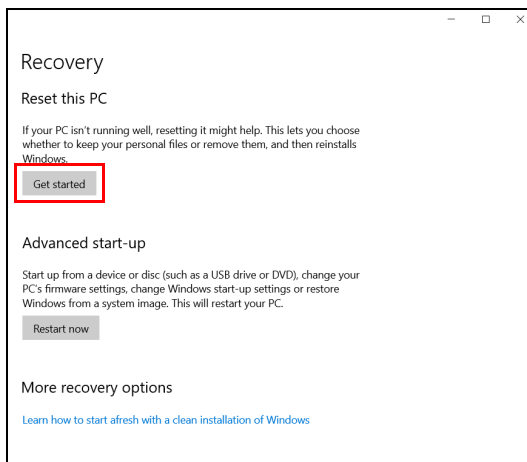 Recovery
Reset this PC
If your PC isn't running well, resetting it might help. This lets you choose
whether to keep your personal files or remove them, and then reinstalls
Windows.
Get started
Advanced start-up
Start up from a device or disc (such as a USB drive or DVD), change your
PC's firmware settings, change Windows start-up settings or restore
Windows from a system image. This will restart your PC.
Restart now
More recovery options
Learn how to start afresh with a clean installation of Windows